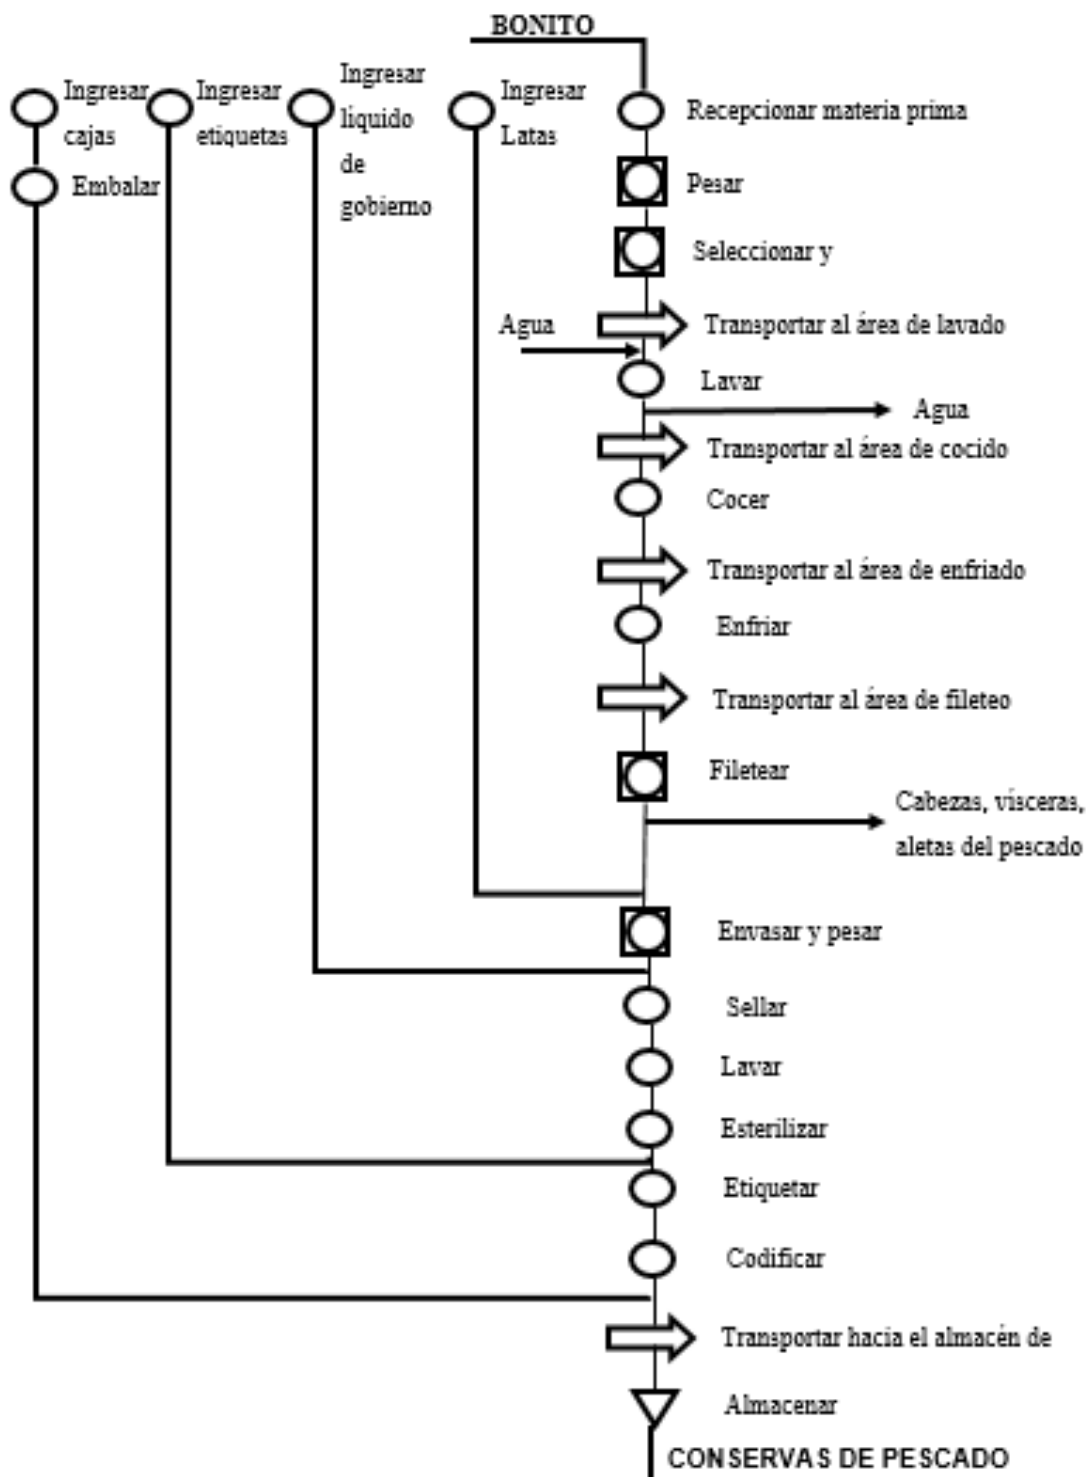 BONITO
Ingresar
cajas
Embalar
Ingresar
etiquetas
Ingresar
líquido
de
gobierno
Ingresar
Latas
Recepcionar materia prima
Pesar
Seleccionar y
Transportar al área de lavado
Agua
Lavar
Agua
Transportar al área de cocido
Cocer
Transportar al área de enfriado
Enfriar
Transportar al área de fileteo
Filetear
Cabezas, vísceras,
aletas del pescado
Envasar y pesar
Sellar
Lavar
Esterilizar
Etiquetar
Codificar
Transportar hacia el almacén de
Almacenar
CONSERVAS DE PESCADO